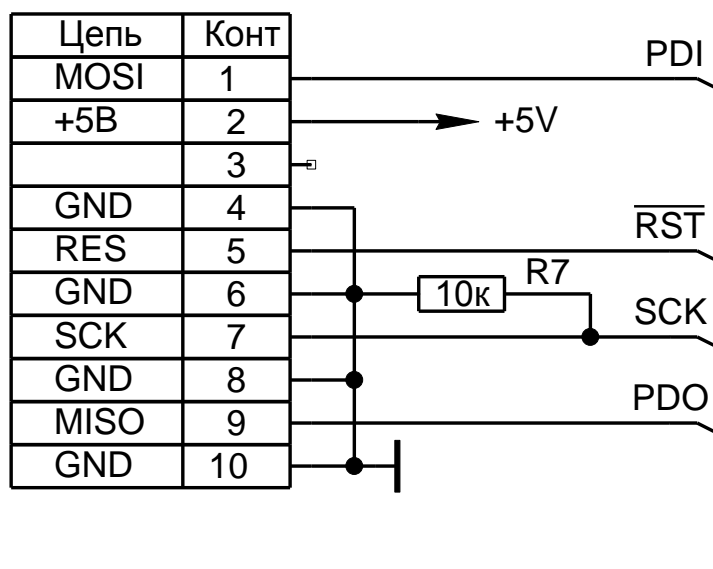 Цепь Конт
PDI
MOSI 1
+5В 2 +5V
3
GND 4
RST
RES 5
R7
GND 6 10к
SCK
SCK 7
GND 8
PDO
MISO 9
GND 10